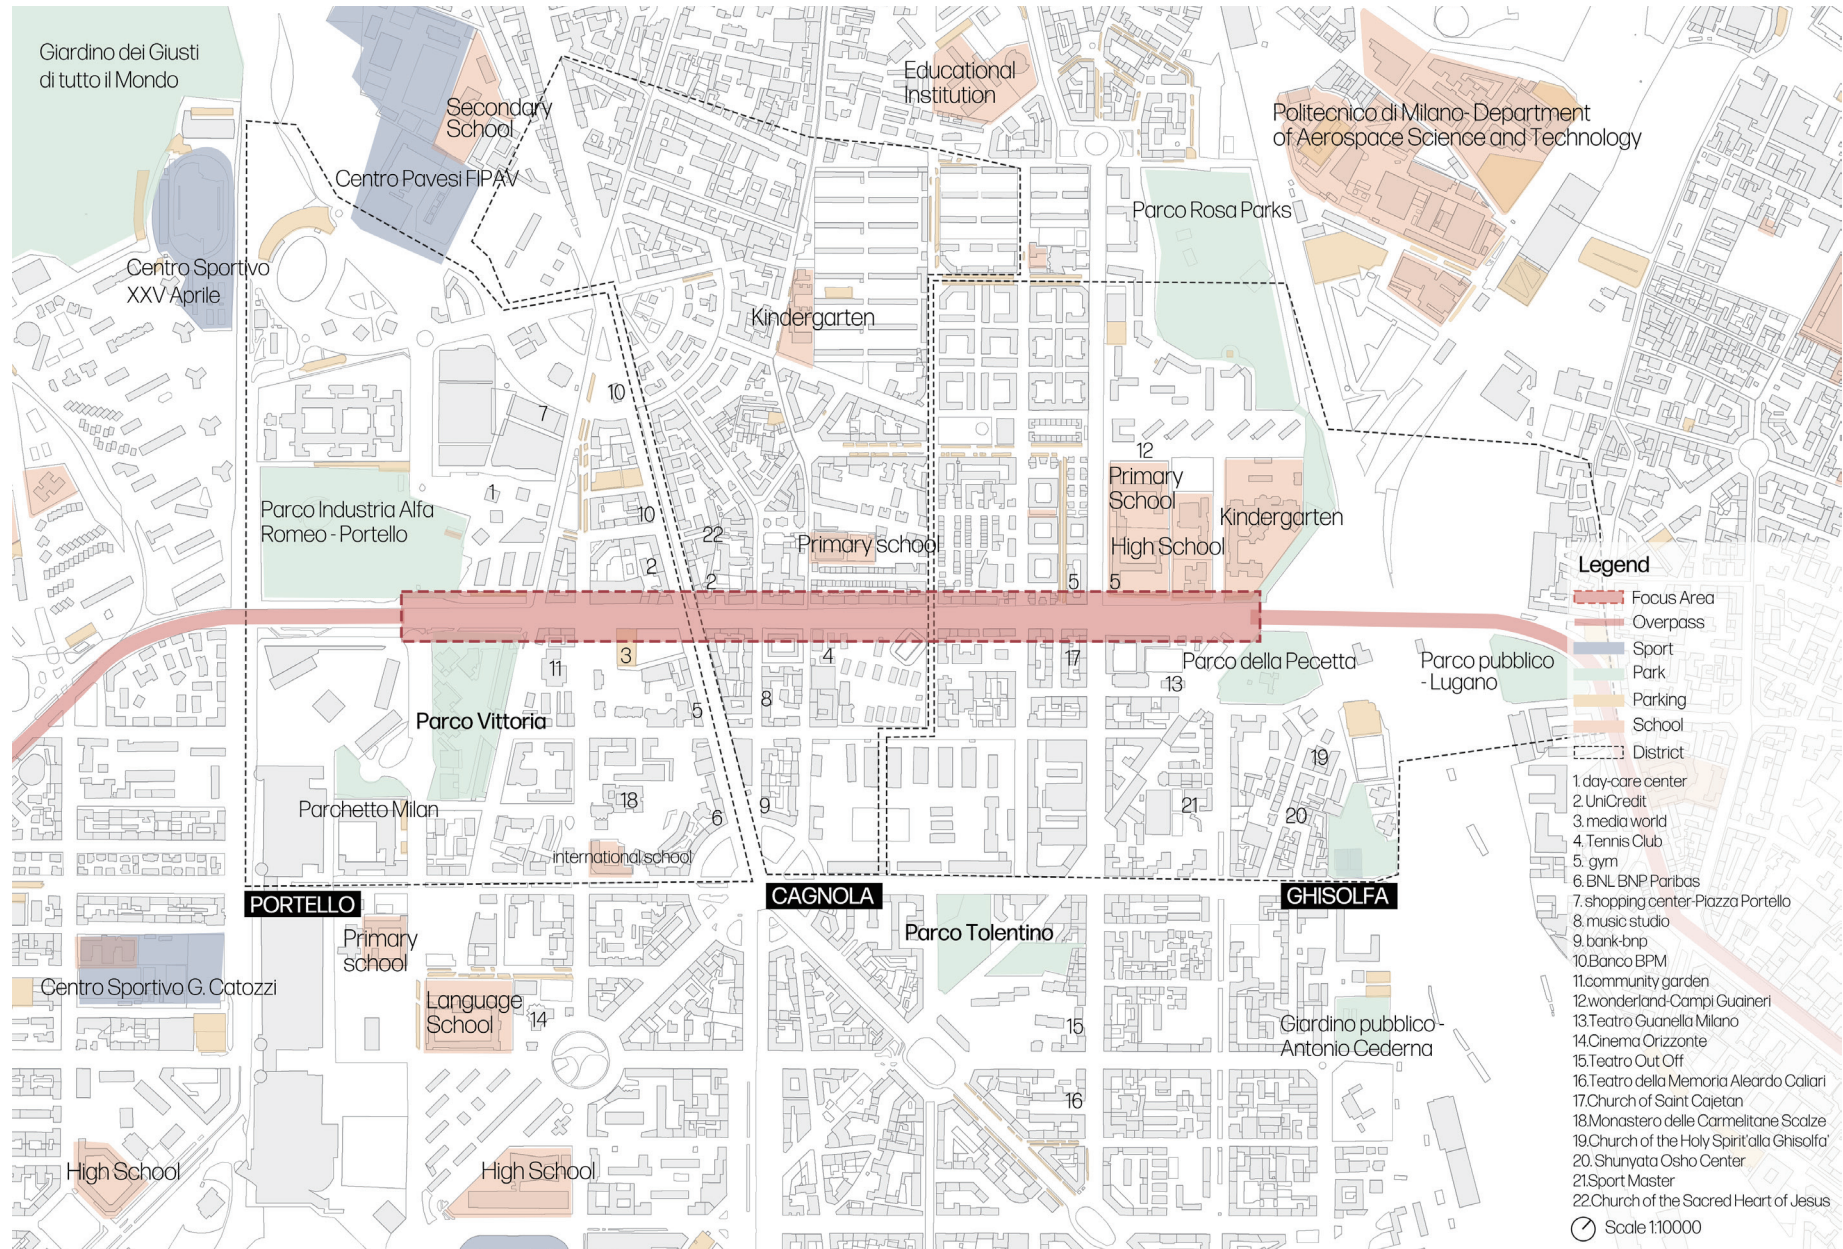 Giardino dei Giusti
di tutto il Mondo
Secondary
School
Educational
Institution
Politecnico di Milano- Department
of Aerospace Science and Technology
Centro Pavesi FIPAV
Parco Rosa Parks
Centro Sportivo
XXV Aprile
Kindergarten
10
7
12
Primary
School
1
Parco Industria Alfa
Romeo - Portello
10
22
Kindergarten
Primary school
High School
2
2
5
5
3
11
4
17
13
Parco della Pecetta
Parco pubblico
- Lugano
8
5
Parco Vittoria
19
Parchetto Milan
18
6
9
21
20
international school
PORTELLO
CAGNOLA
GHISOLFA
Primary
school
Parco Tolentino
Centro Sportivo G. Catozzi
Language
School
14
15
Giardino pubblico -
Antonio Cederna
16
High School
High School
Legend
Focus Area
Overpass
Sport
Park
Parking
School
District
1. day-care center
2. UniCredit
3. media world
4. Tennis Club
5. gym
6. BNL BNP Paribas
7. shopping center-Piazza Portello
8. music studio
9. bank-bnp
10.Banco BPM
11.community garden
12.wonderland-Campi Guaineri
13.Teatro Guanella Milano
14.Cinema Orizzonte
15.Teatro Out Off
16.Teatro della Memoria Aleardo Caliari
17.Church of Saint Cajetan
18.Monastero delle Carmelitane Scalze
19.Church of the Holy Spirit'alla Ghisolfa'
20. Shunyata Osho Center
21.Sport Master
22.Church of the Sacred Heart of Jesus
Scale 1:10000